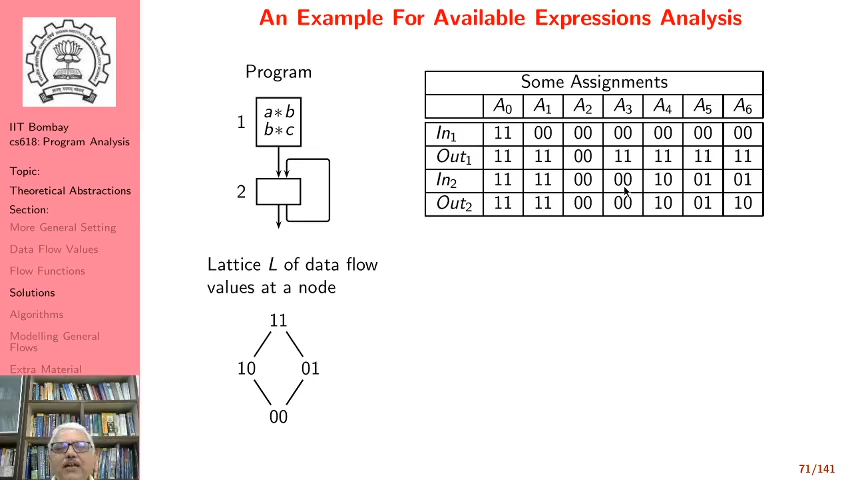 An Example For Available Expressions Analysis
IIT Bombay
cs618: Program Analysis
Topic:
Theoretical Abstractions
Section:
More General Setting
Data Flow Values
Flow Functions
Solutions
Algorithms
Modelling General
Flows
Extra Material
Program
1
a∗b
b∗c
2
Lattice L of data flow
values at a node
11
10 01
00
Some Assignments
A₀ A₁ A₂ A₃ A₄ A₅ A₆
In₁ 11 00 00 00 00 00 00
Out₁ 11 11 00 11 11 11 11
In₂ 11 11 00 00 10 01 01
Out₂ 11 11 00 00 10 01 10
71/141